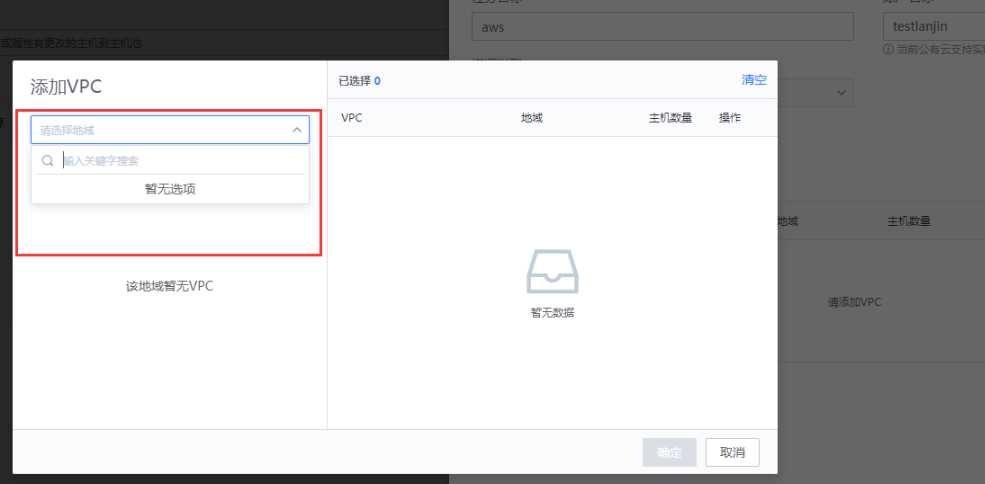 aws
testlanjin
或属性有更改的主机到主机池
当前公有云支持实
添加VPC
已选择 0
清空
请选择地域
VPC
地域
主机数量
操作
输入关键字搜索
暂无选项
地域
主机数量
该地域暂无VPC
暂无数据
请添加VPC
确定
取消